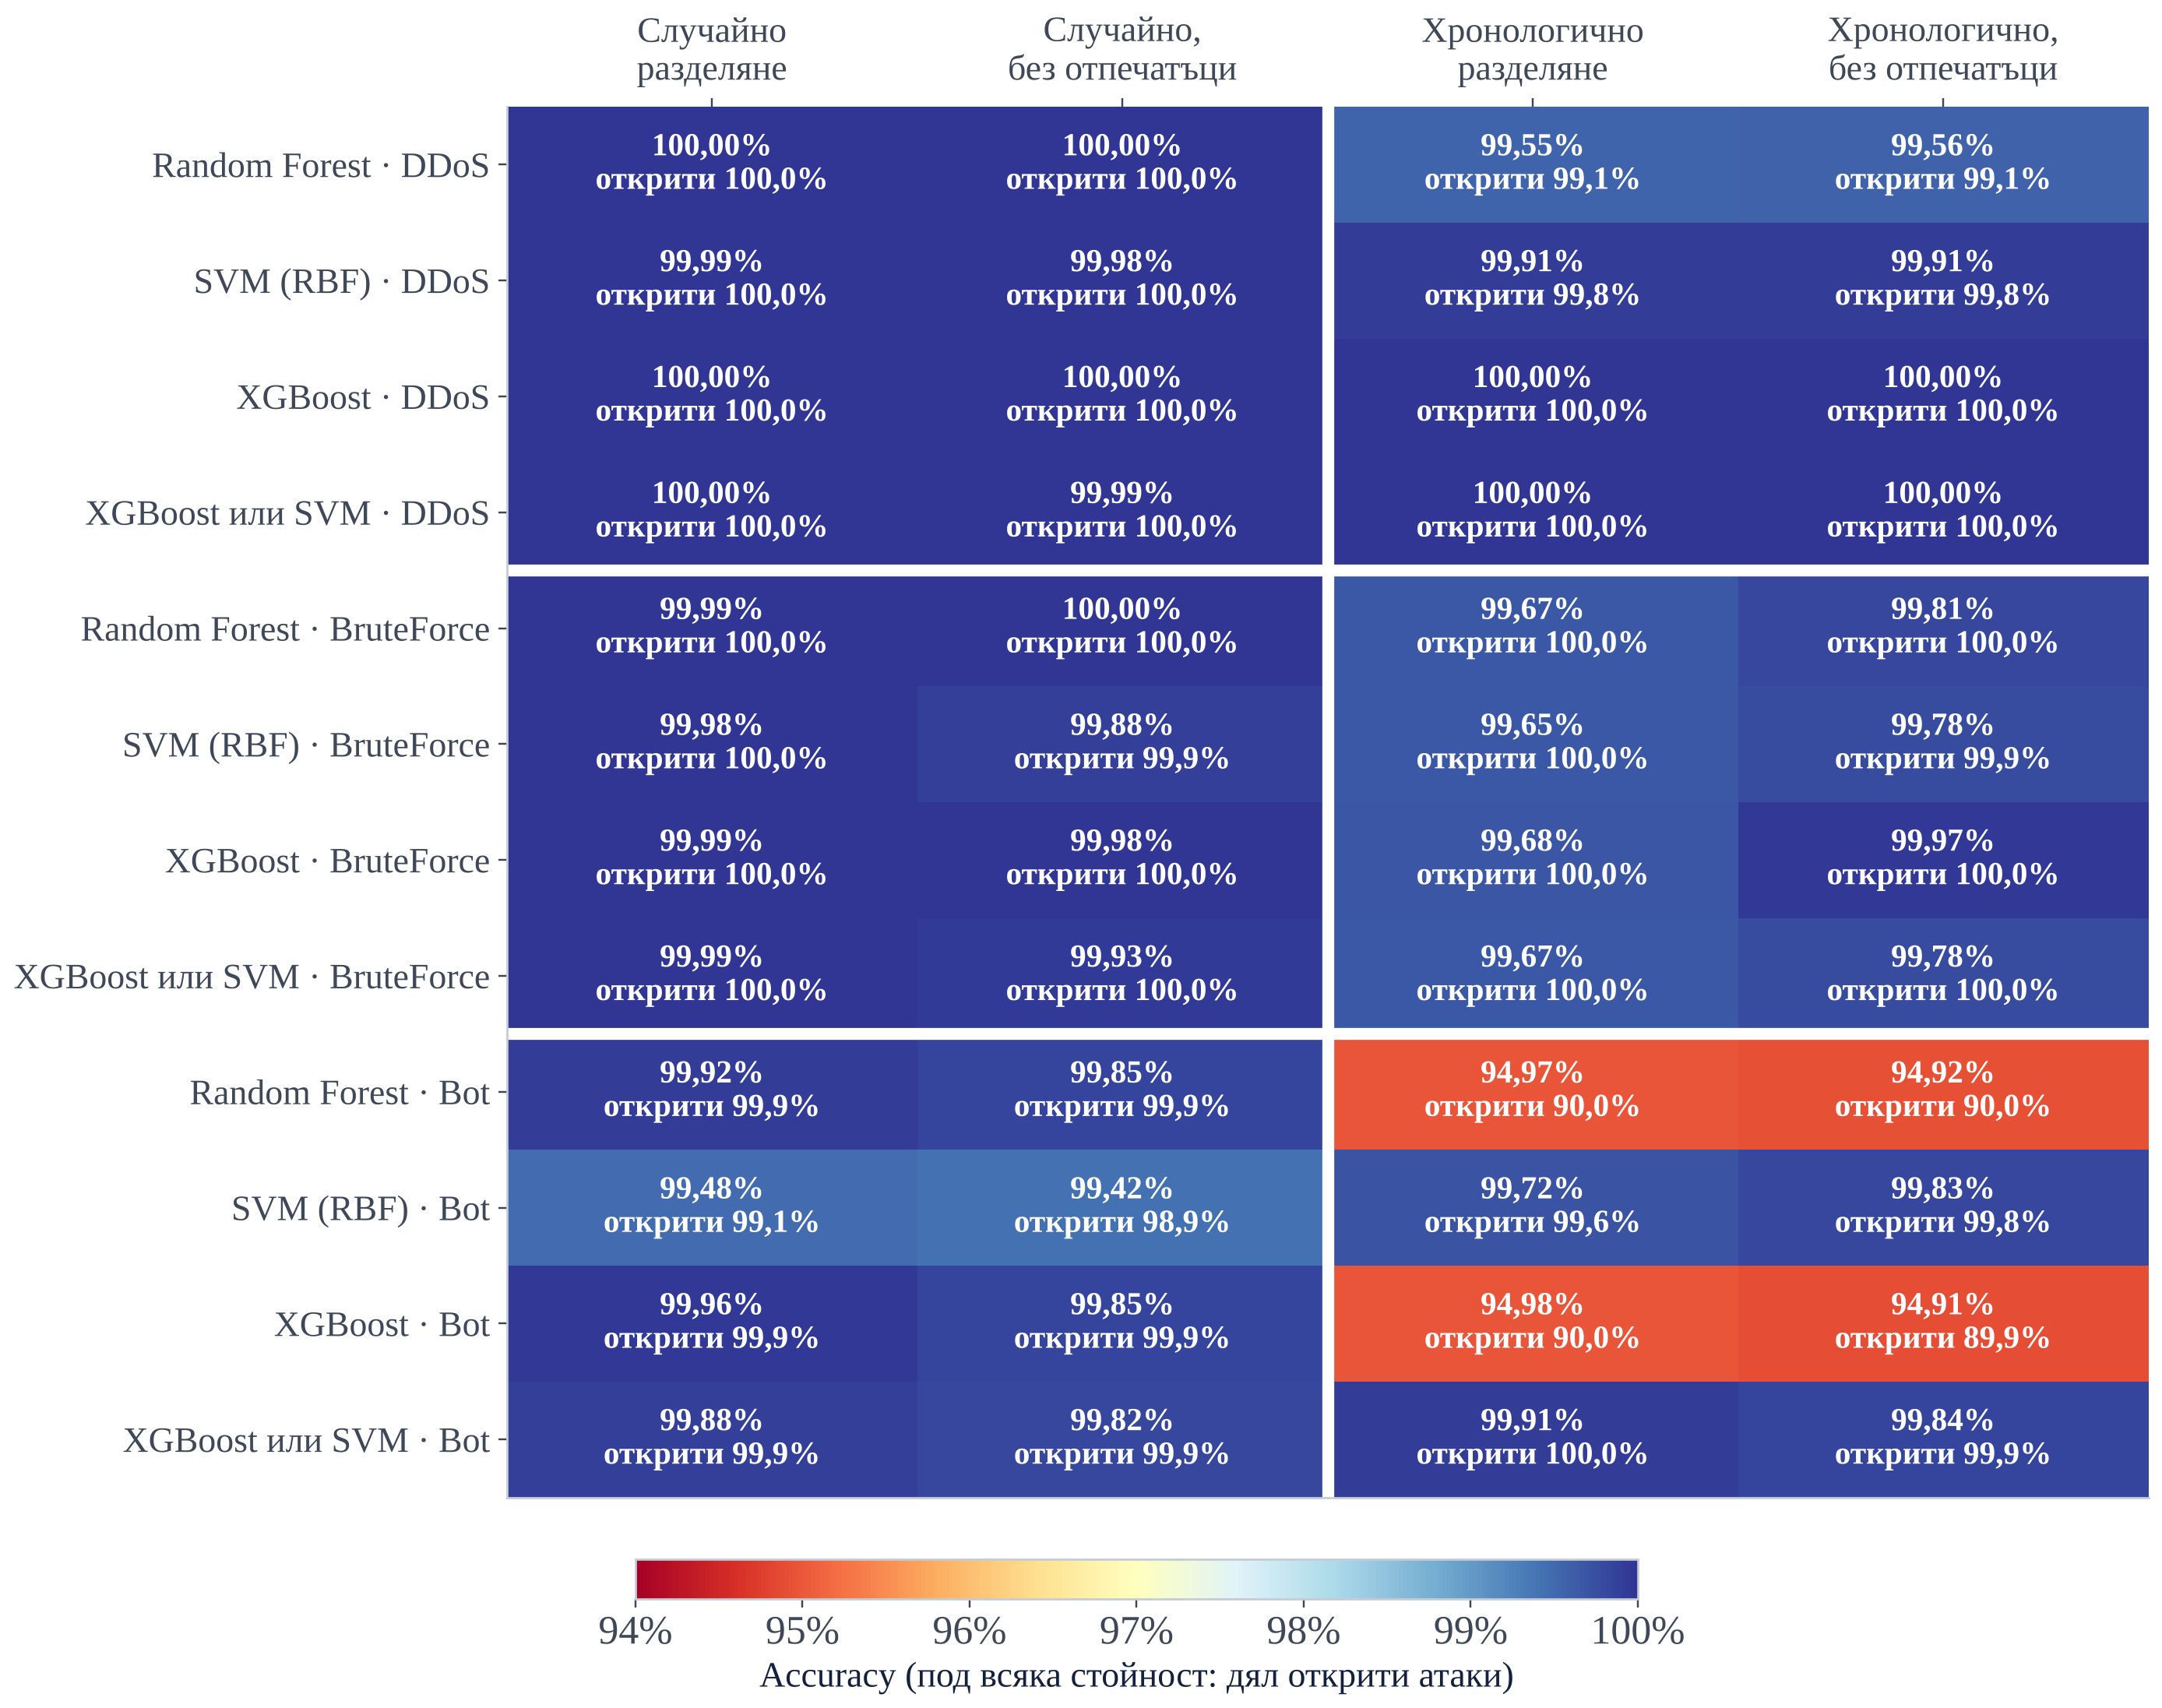 Случайно
разделяне
Случайно,
без отпечатъци
Хронологично
разделяне
Хронологично,
без отпечатъци
Random Forest · DDoS
100,00%
открити 100,0%
100,00%
открити 100,0%
99,55%
открити 99,1%
99,56%
открити 99,1%
SVM (RBF) · DDoS
99,99%
открити 100,0%
99,98%
открити 100,0%
99,91%
открити 99,8%
99,91%
открити 99,8%
XGBoost · DDoS
100,00%
открити 100,0%
100,00%
открити 100,0%
100,00%
открити 100,0%
100,00%
открити 100,0%
XGBoost или SVM · DDoS
100,00%
открити 100,0%
99,99%
открити 100,0%
100,00%
открити 100,0%
100,00%
открити 100,0%
Random Forest · BruteForce
99,99%
открити 100,0%
100,00%
открити 100,0%
99,67%
открити 100,0%
99,81%
открити 100,0%
SVM (RBF) · BruteForce
99,98%
открити 100,0%
99,88%
открити 99,9%
99,65%
открити 100,0%
99,78%
открити 99,9%
XGBoost · BruteForce
99,99%
открити 100,0%
99,98%
открити 100,0%
99,68%
открити 100,0%
99,97%
открити 100,0%
XGBoost или SVM · BruteForce
99,99%
открити 100,0%
99,93%
открити 100,0%
99,67%
открити 100,0%
99,78%
открити 100,0%
Random Forest · Bot
99,92%
открити 99,9%
99,85%
открити 99,9%
94,97%
открити 90,0%
94,92%
открити 90,0%
SVM (RBF) · Bot
99,48%
открити 99,1%
99,42%
открити 98,9%
99,72%
открити 99,6%
99,83%
открити 99,8%
XGBoost · Bot
99,96%
открити 99,9%
99,85%
открити 99,9%
94,98%
открити 90,0%
94,91%
открити 89,9%
XGBoost или SVM · Bot
99,88%
открити 99,9%
99,82%
открити 99,9%
99,91%
открити 100,0%
99,84%
открити 99,9%
94% 95% 96% 97% 98% 99% 100%
Accuracy (под всяка стойност: дял открити атаки)